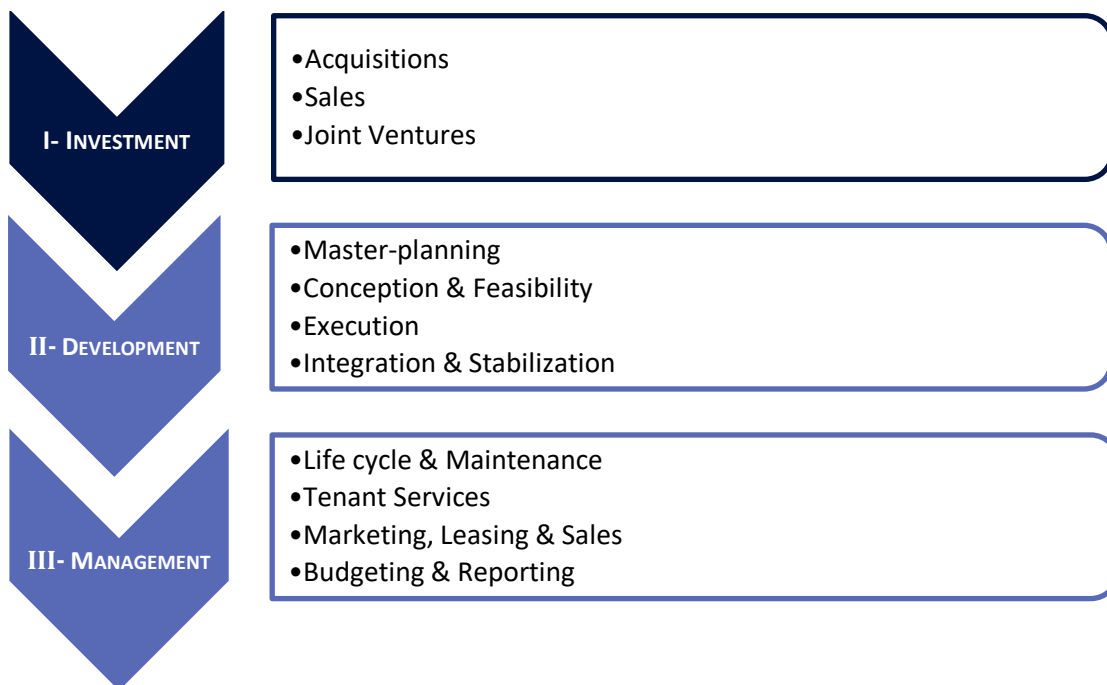 I- INVESTMENT
•Acquisitions
•Sales
•Joint Ventures
II- DEVELOPMENT
•Master-planning
•Conception & Feasibility
•Execution
•Integration & Stabilization
III- MANAGEMENT
•Life cycle & Maintenance
•Tenant Services
•Marketing, Leasing & Sales
•Budgeting & Reporting